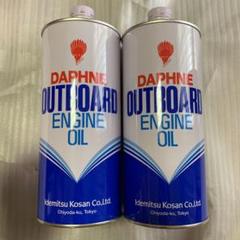 DAPHNE
OUTBOARD
ENGINE
OIL
Idemitsu Kosan Co.,Ltd.
Chiyoda-ku, Tokyo
DAPHNE
OUTBOARD
ENGINE
OIL
Idemitsu Kosan Co.,Ltd.
Chiyoda-ku, Tokyo